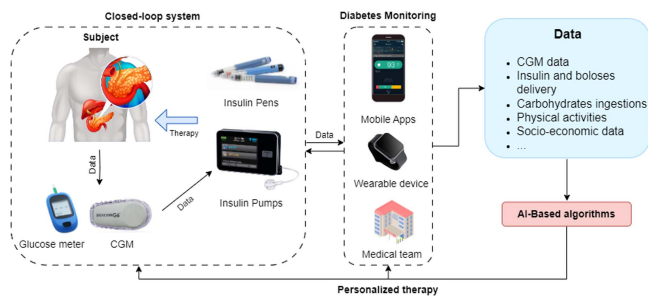 Closed-loop system
Diabetes Monitoring
Subject
Insulin Pens
Therapy
Data
Data
Insulin Pumps
Glucose meter
CGM
Data
Mobile Apps
Wearable device
Medical team
Data
• CGM data
• Insulin and boloses
delivery
• Carbohydrates ingestions
• Physical activities
• Socio-economic data
• ...
AI-Based algorithms
Personalized therapy